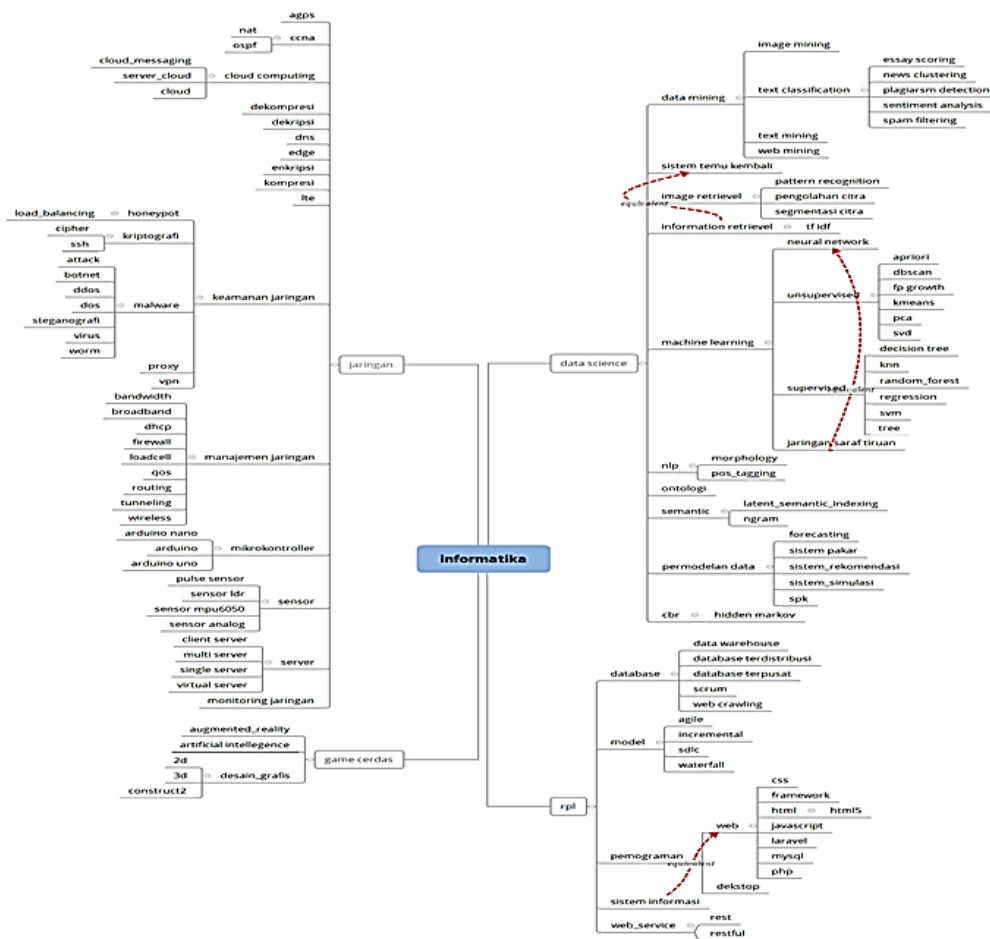 informatika
jaringan
agps
ccna
nat
ospf
cloud computing
cloud_messaging
server_cloud
cloud
dekompresi
dekripsi
dns
edge
enkripsi
kompresi
lte
keamanan jaringan
honeypot
load_balancing
kriptografi
cipher
ssh
malware
attack
botnet
ddos
dos
steganografi
virus
worm
proxy
vpn
manajemen jaringan
bandwidth
broadband
dhcp
firewall
loadcell
qos
routing
tunneling
wireless
mikrokontroller
arduino nano
arduino
arduino uno
sensor
pulse sensor
sensor ldr
sensor mpu6050
sensor analog
server
client server
multi server
single server
virtual server
monitoring jaringan
game cerdas
augmented_reality
artificial intellegence
desain_grafis
2d
3d
construct2
data science
data mining
image mining
text classification
essay scoring
news clustering
plagiarsm detection
sentiment analysis
spam filtering
text mining
web mining
sistem temu kembali
equivalent
image retrievel
pattern recognition
pengolahan citra
segmentasi citra
information retrievel
tf idf
machine learning
neural network
unsupervised
apriori
dbscan
fp growth
kmeans
pca
svd
supervised
equivalent
decision tree
knn
random_forest
regression
svm
tree
jaringan saraf tiruan
nlp
morphology
pos_tagging
ontologi
semantic
latent_semantic_indexing
ngram
permodelan data
forecasting
sistem pakar
sistem_rekomendasi
sistem_simulasi
spk
cbr
hidden markov
rpl
database
data warehouse
database terdistribusi
database terpusat
scrum
web crawling
model
agile
incremental
sdlc
waterfall
pemograman
web
css
framework
html
html5
javascript
laravel
mysql
php
equivalent
dekstop
sistem informasi
web_service
rest
restful